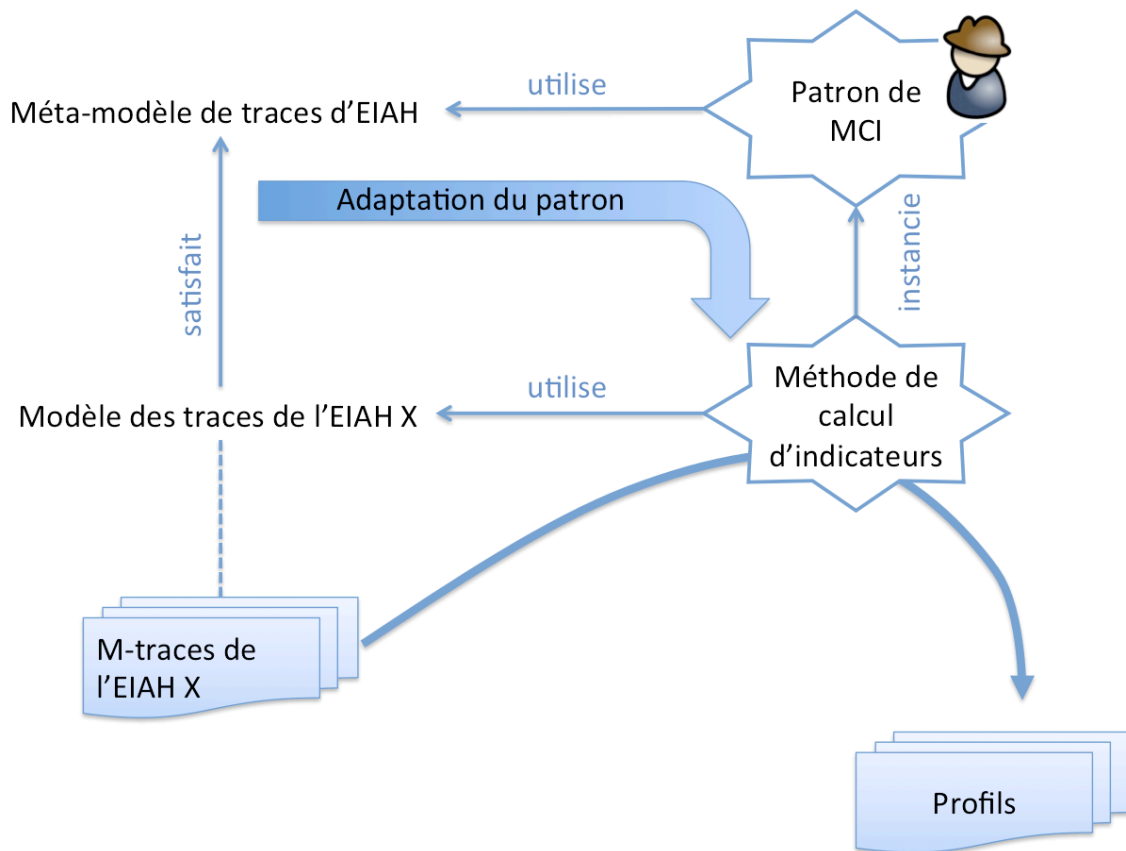 utilise
Patron de
MCI
Méta-modèle de traces d'EIAH
Adaptation du patron
satisfait
instancie
utilise
Méthode de
calcul
d'indicateurs
Modèle des traces de l'EIAH X
M-traces de
l'EIAH X
Profils